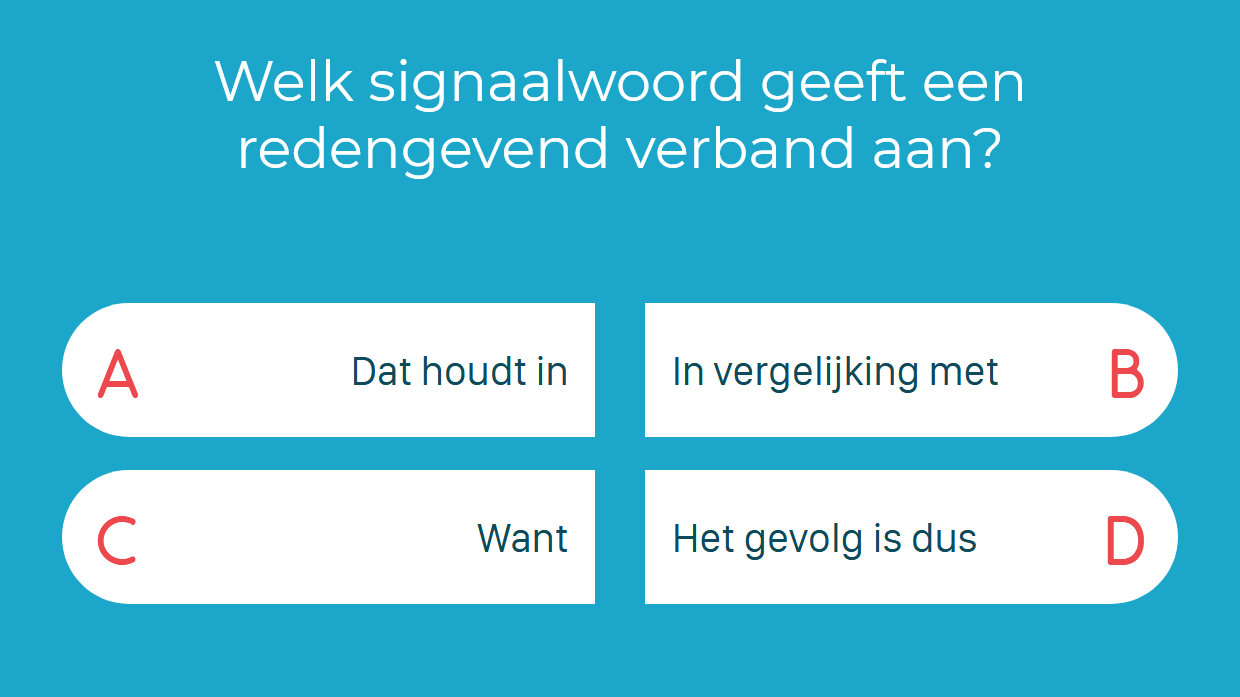 Welk signaalwoord geeft een
redengevend verband aan?
A Dat houdt in
In vergelijking met B
C Want
Het gevolg is dus D